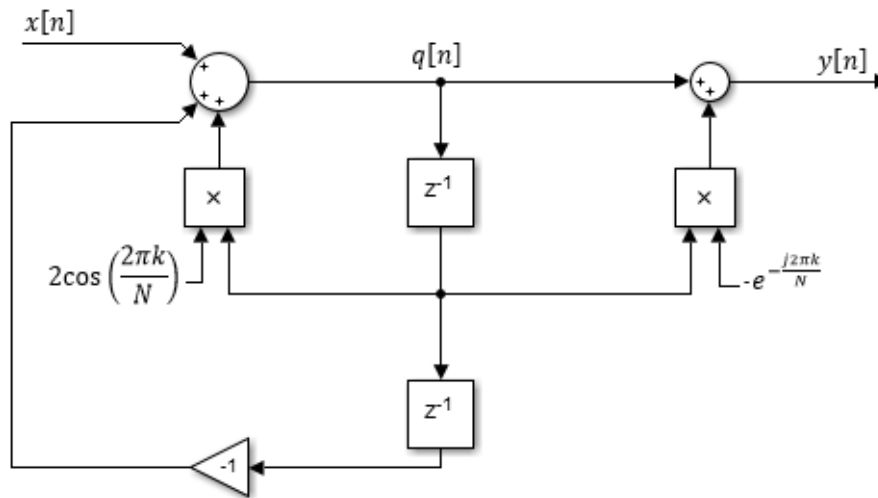 x[n]
q[n]
y[n]
+
+
+
+
+
z⁻¹
×
×
2cos(2πk/N)
-e^(-j2πk/N)
z⁻¹
-1